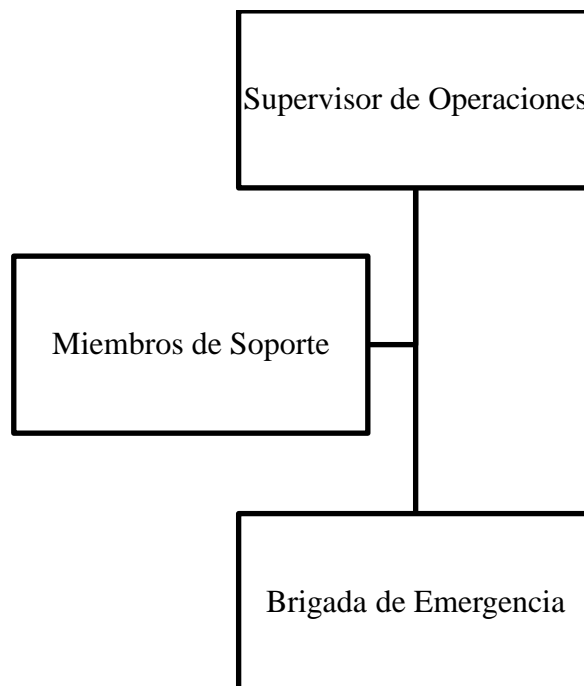 Supervisor de Operaciones
Miembros de Soporte
Brigada de Emergencia